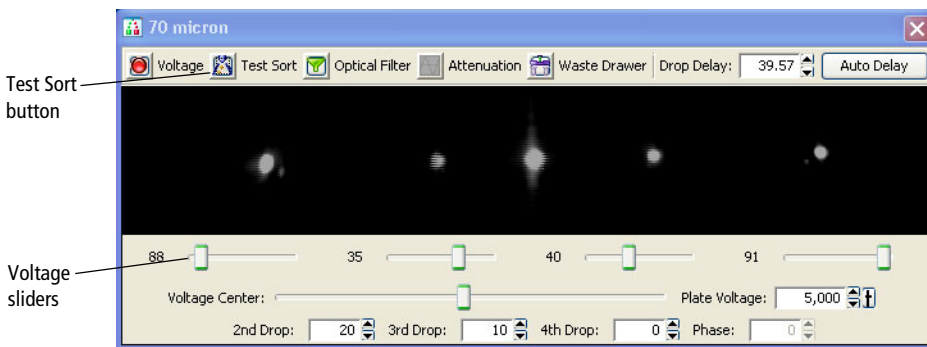 70 micron
Voltage Test Sort Optical Filter Attenuation Waste Drawer Drop Delay: 39.57 Auto Delay
Test Sort
button
88 35 40 91
Voltage
sliders
Voltage Center: Plate Voltage: 5,000
2nd Drop: 20 3rd Drop: 10 4th Drop: 0 Phase: 0